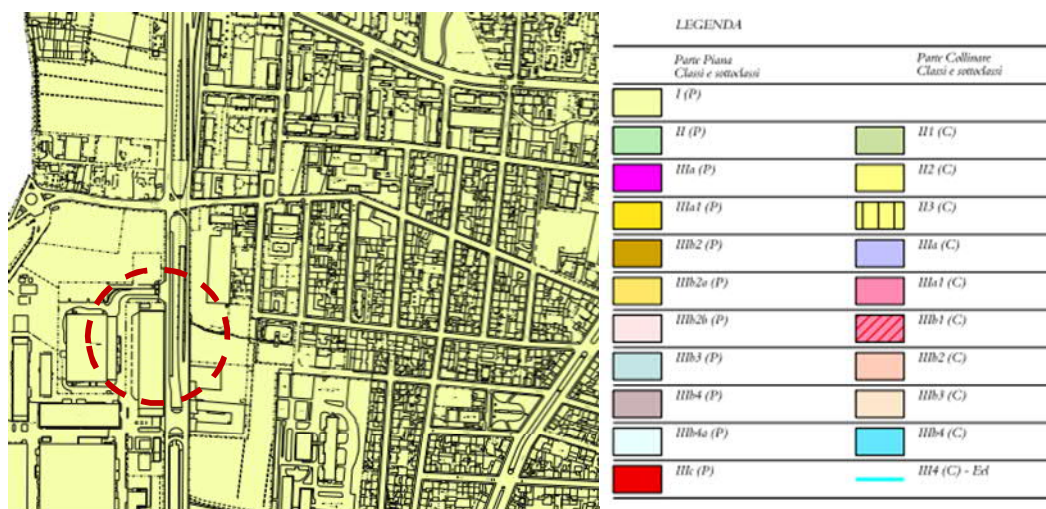 LEGENDA
Parte Piana
Classi e sottoclassi
Parte Collinare
Classi e sottoclassi
I (P)
II (P)
II1 (C)
IIIa (P)
II2 (C)
IIIa1 (P)
II3 (C)
IIIb2 (P)
IIIa (C)
IIIb2a (P)
IIIa1 (C)
IIIb2b (P)
IIIb1 (C)
IIIb3 (P)
IIIb2 (C)
IIIb4 (P)
IIIb3 (C)
IIIb4a (P)
IIIb4 (C)
IIIc (P)
III4 (C) - Eel